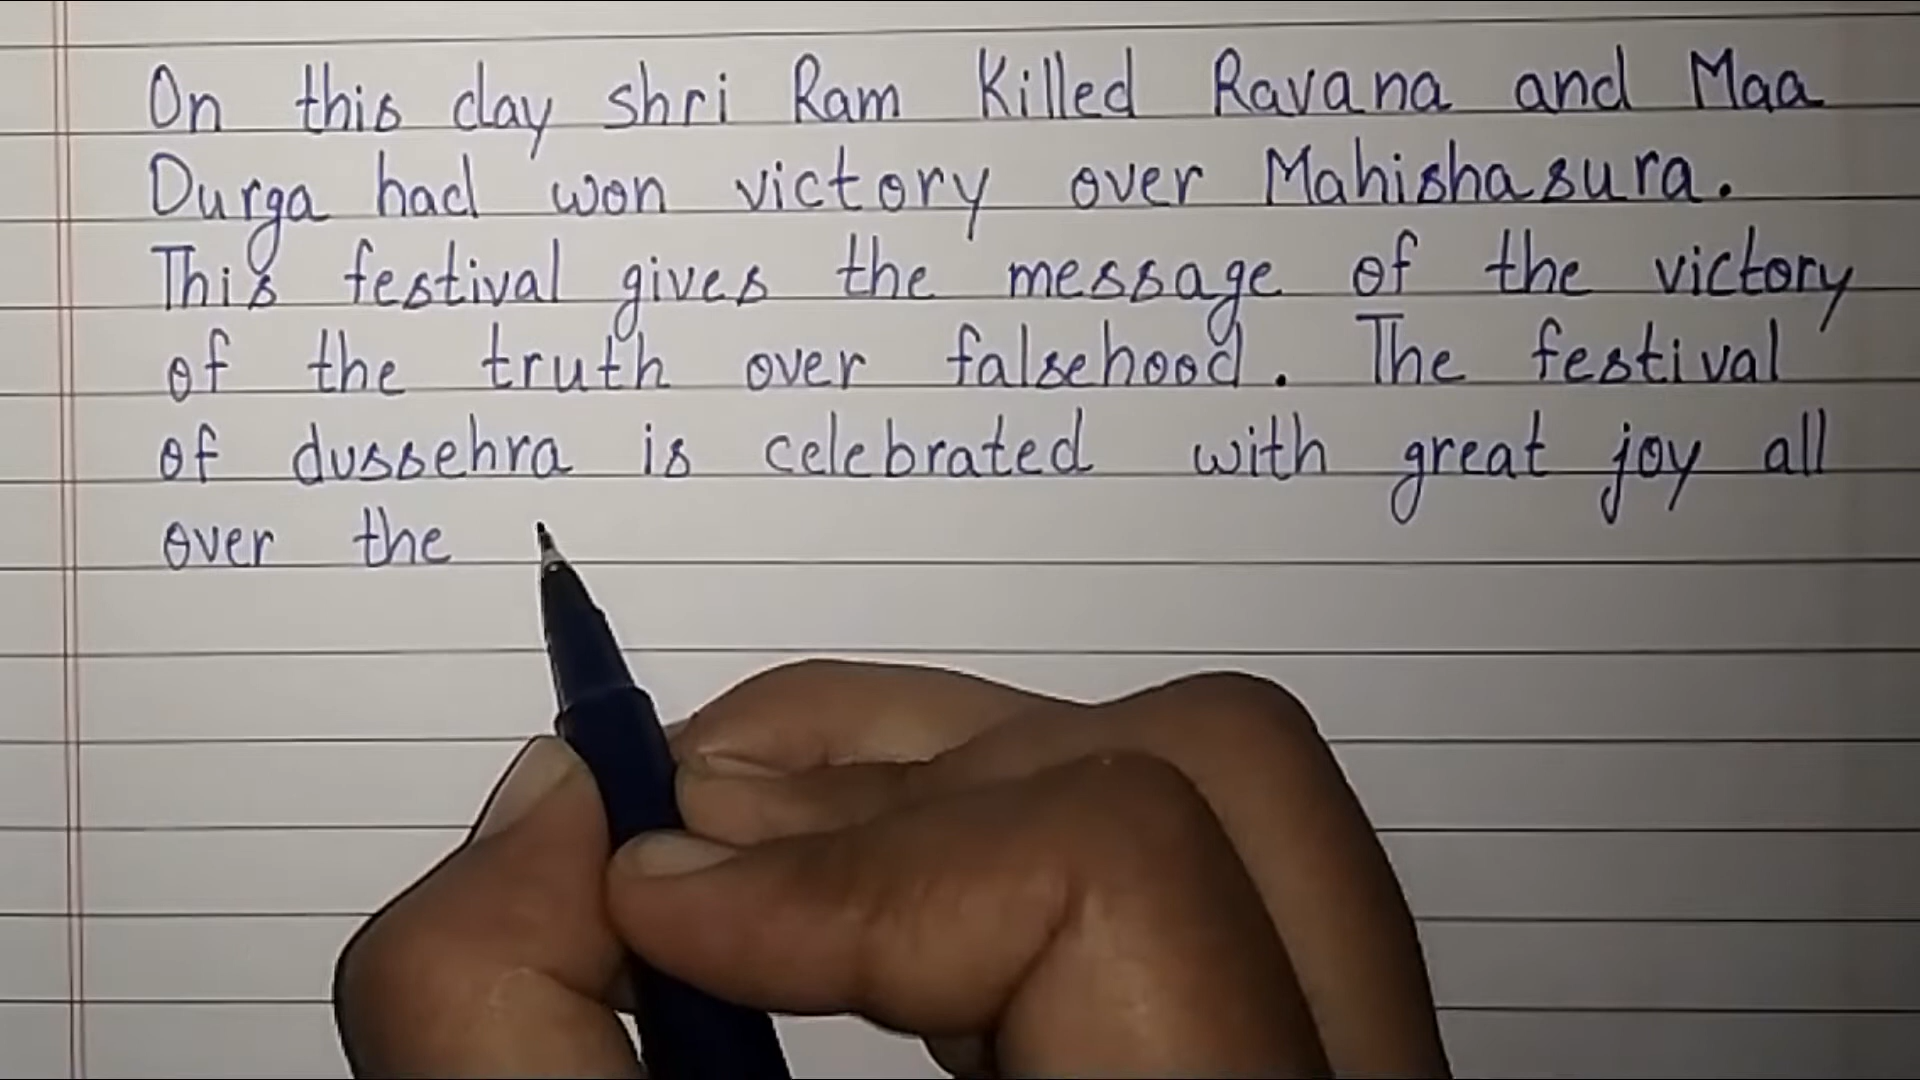 On this day shri Ram Killed Ravana and Maa
Durga had won victory over Mahishasura.
This festival gives the message of the victory
of the truth over falsehood. The festival
of dussehra is celebrated with great joy all
over the